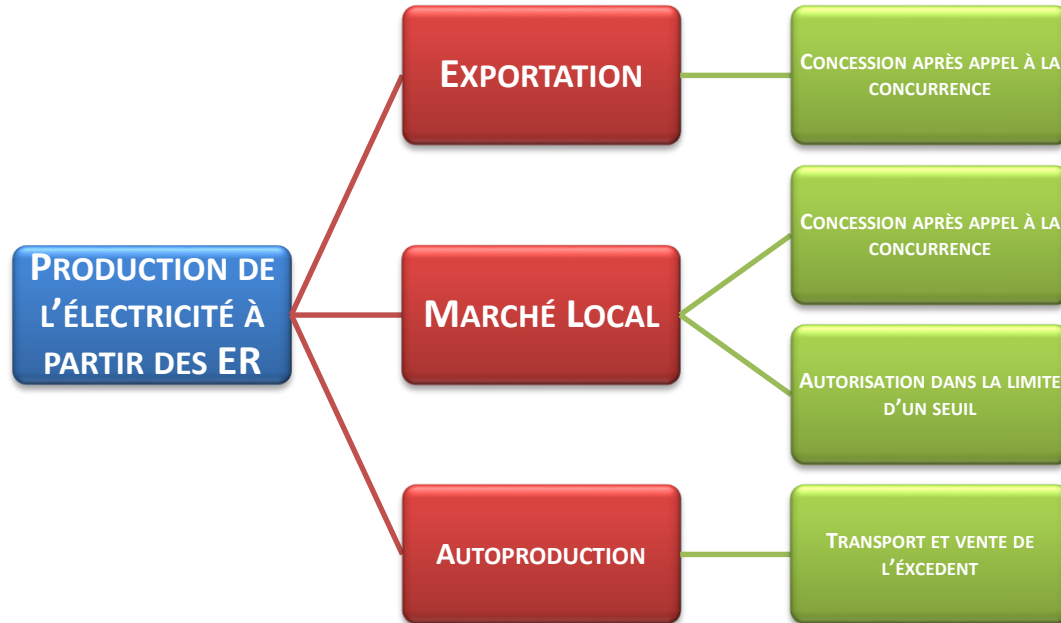 PRODUCTION DE
L'ÉLECTRICITÉ À
PARTIR DES ER
EXPORTATION
CONCESSION APRÈS APPEL À LA
CONCURRENCE
MARCHÉ LOCAL
CONCESSION APRÈS APPEL À LA
CONCURRENCE
AUTORISATION DANS LA LIMITE
D'UN SEUIL
AUTOPRODUCTION
TRANSPORT ET VENTE DE
L'ÉXCEDENT